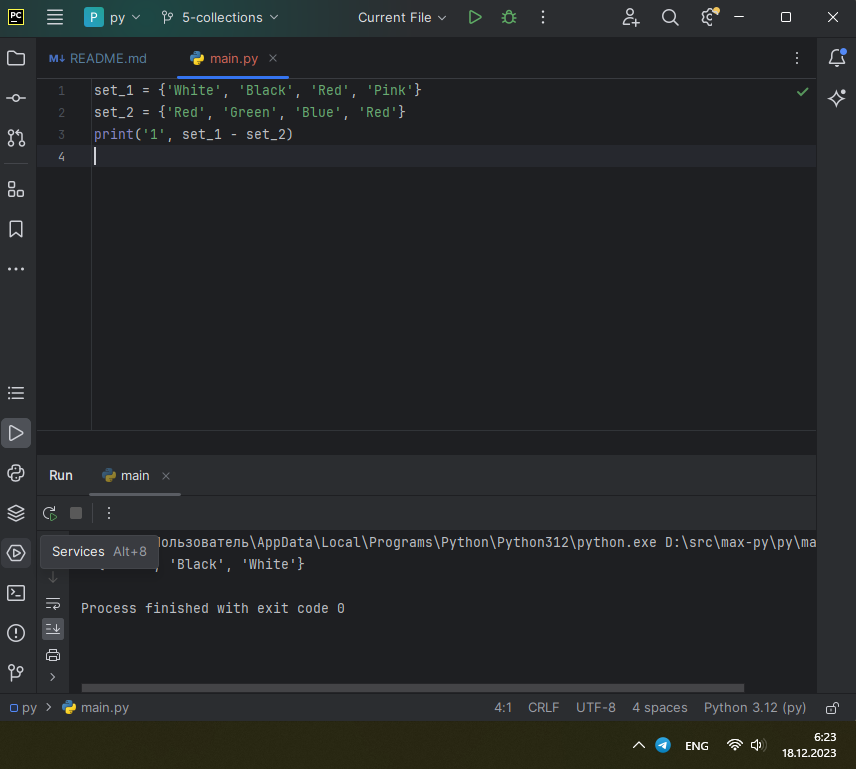 PC P py 5-collections Current File
M↓ README.md main.py
1 set_1 = {'White', 'Black', 'Red', 'Pink'}
2 set_2 = {'Red', 'Green', 'Blue', 'Red'}
3 print('1', set_1 - set_2)
4
Run main
ользователь\AppData\Local\Programs\Python\Python312\python.exe D:\src\max-py\py\ma
Services Alt+8
, 'Black', 'White'}
Process finished with exit code 0
py main.py 4:1 CRLF UTF-8 4 spaces Python 3.12 (py)
ENG 6:23
18.12.2023